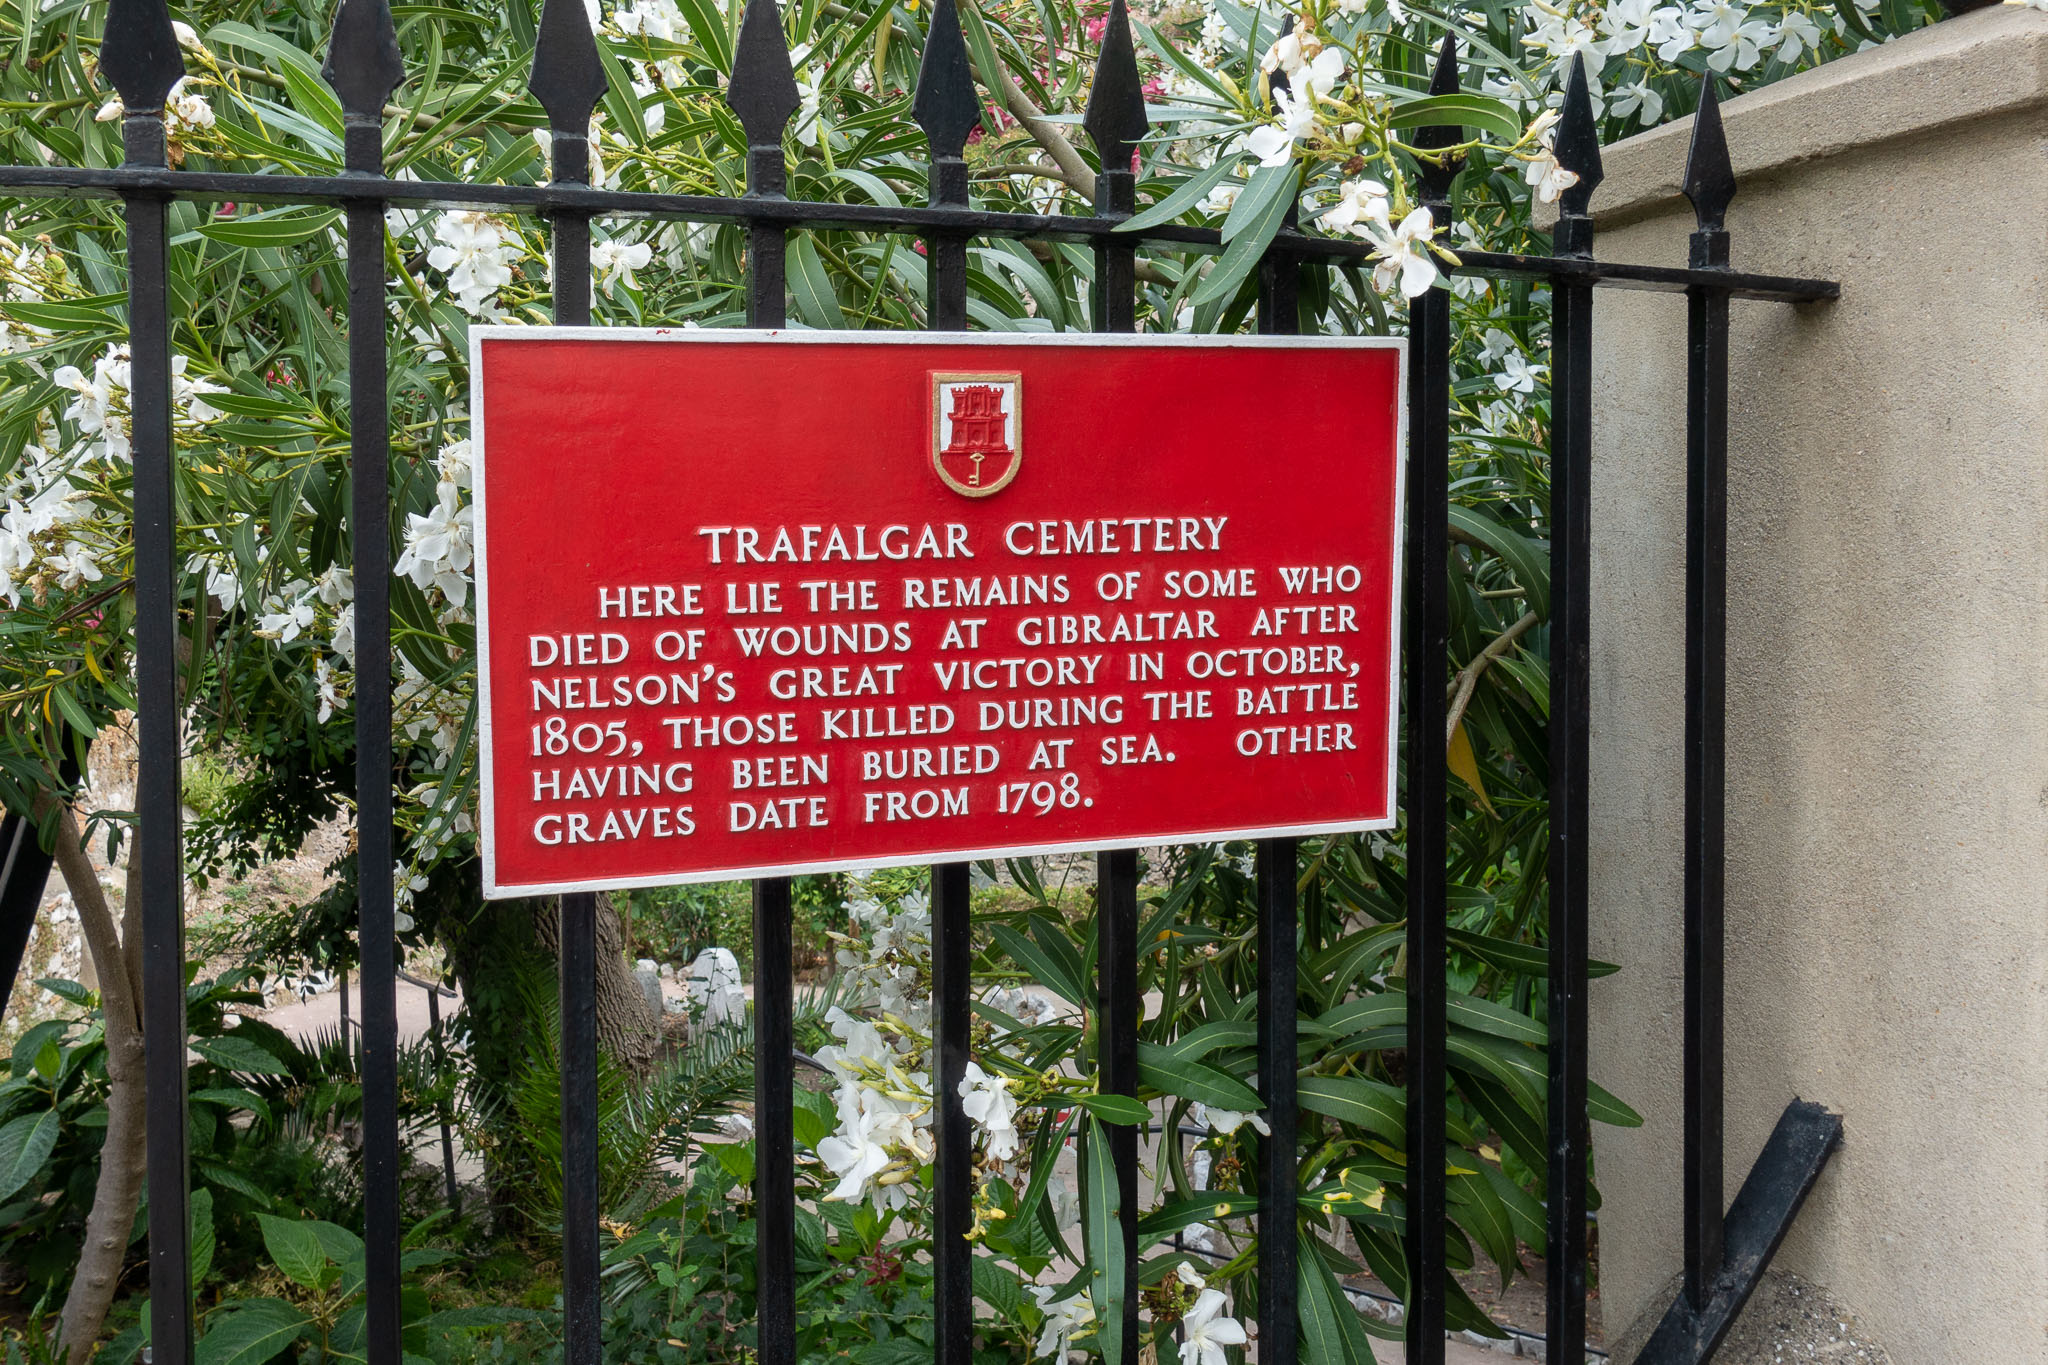 TRAFALGAR CEMETERY
HERE LIE THE REMAINS OF SOME WHO
DIED OF WOUNDS AT GIBRALTAR AFTER
NELSON'S GREAT VICTORY IN OCTOBER,
1805, THOSE KILLED DURING THE BATTLE
HAVING BEEN BURIED AT SEA. OTHER
GRAVES DATE FROM 1798.